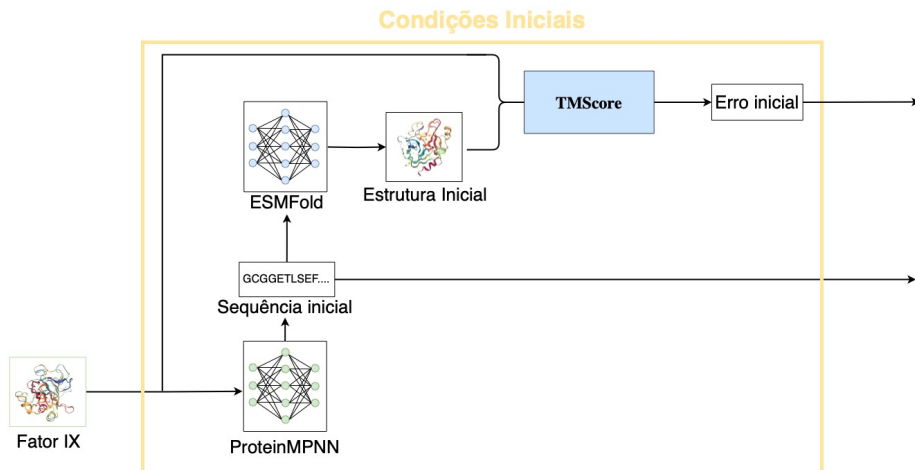 Condições Iniciais
TMScore
Erro inicial
ESMFold
Estrutura Inicial
GCGGETLSEF....
Sequência inicial
Fator IX
ProteinMPNN